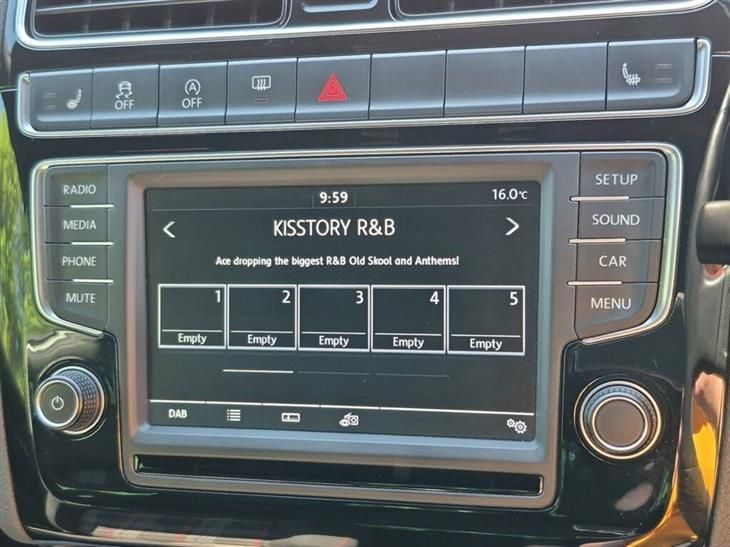 OFF
A
OFF
RADIO
MEDIA
PHONE
MUTE
9:59
16.0°C
< KISSTORY R&B >
Ace dropping the biggest R&B Old Skool and Anthems!
1 2 3 4 5
Empty Empty Empty Empty Empty
DAB
SETUP
SOUND
CAR
MENU